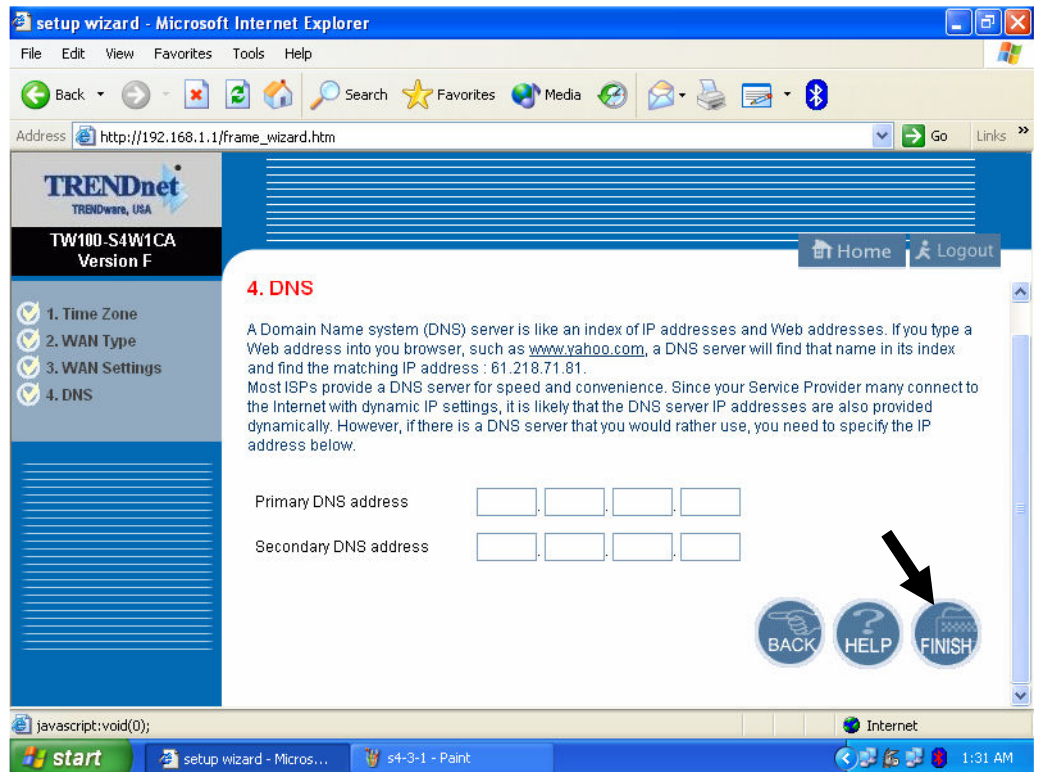 setup wizard - Microsoft Internet Explorer
File Edit View Favorites Tools Help
Back Search Favorites Media
Address http://192.168.1.1/frame_wizard.htm Go Links »
TRENDnet
TRENDware, USA
TW100-S4W1CA
Version F
Home Logout
1. Time Zone
2. WAN Type
3. WAN Settings
4. DNS
4. DNS
A Domain Name system (DNS) server is like an index of IP addresses and Web addresses. If you type a
Web address into you browser, such as www.yahoo.com, a DNS server will find that name in its index
and find the matching IP address : 61.218.71.81.
Most ISPs provide a DNS server for speed and convenience. Since your Service Provider many connect to
the Internet with dynamic IP settings, it is likely that the DNS server IP addresses are also provided
dynamically. However, if there is a DNS server that you would rather use, you need to specify the IP
address below.
Primary DNS address . . .
Secondary DNS address . . .
BACK HELP FINISH
javascript:void(0); Internet
start setup wizard - Micros... s4-3-1 - Paint 1:31 AM